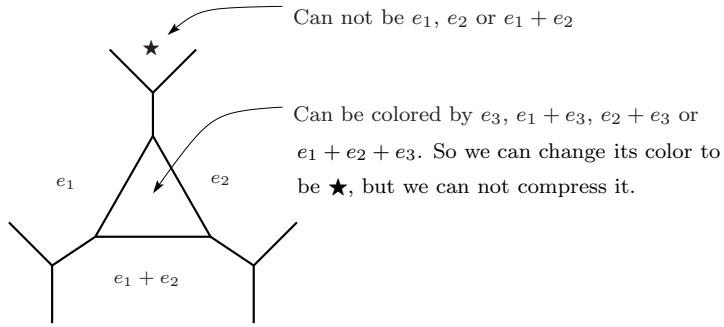 Can not be e₁, e₂ or e₁ + e₂
★
Can be colored by e₃, e₁ + e₃, e₂ + e₃ or
e₁ + e₂ + e₃. So we can change its color to
be ★, but we can not compress it.
e₁
e₂
e₁ + e₂